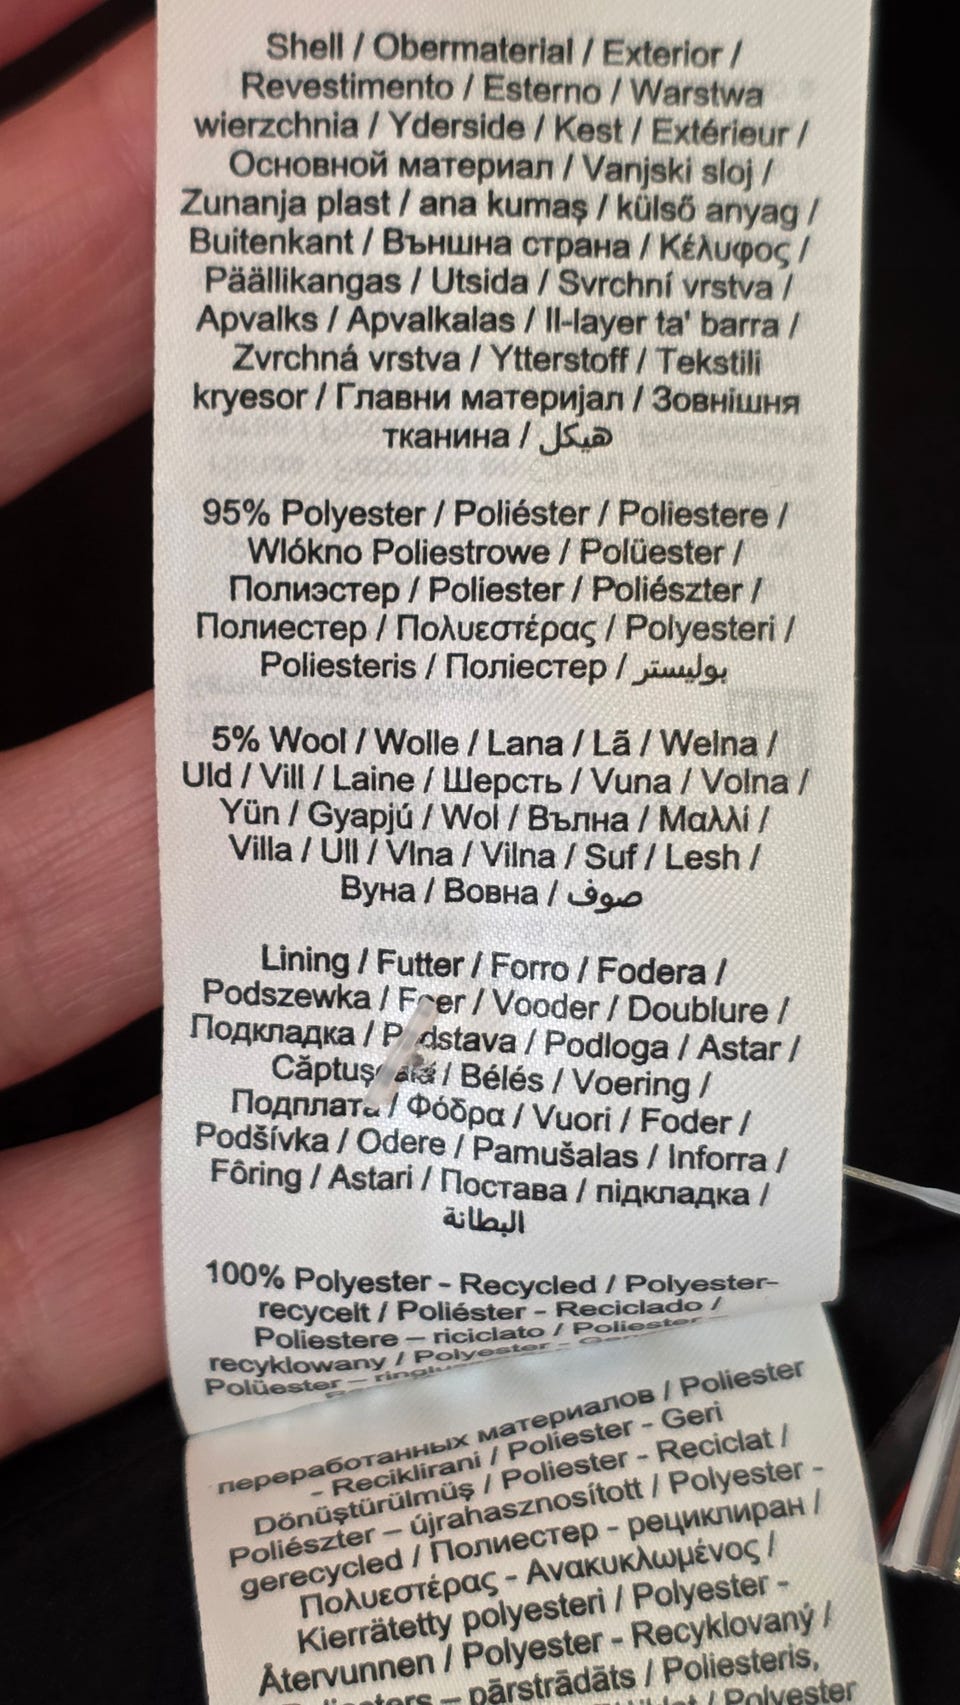 Shell / Obermaterial / Exterior /
Revestimento / Esterno / Warstwa
wierzchnia / Yderside / Kest / Extérieur /
Основной материал / Vanjski sloj /
Zunanja plast / ana kumaş / külső anyag /
Buitenkant / Външна страна / Κέλυφος /
Päällikangas / Utsida / Svrchní vrstva /
Apvalks / Apvalkalas / Il-layer ta' barra /
Zvrchná vrstva / Ytterstoff / Tekstili
kryesor / Главни материјал / Зовнішня
тканина / هيكل
95% Polyester / Poliéster / Poliestere /
Wlókno Poliestrowe / Polüester /
Полиэстер / Poliester / Poliészter /
Полиестер / Πολυεστέρας / Polyesteri /
Poliesteris / Поліестер / بوليستر
5% Wool / Wolle / Lana / Lã / Welna /
Uld / Vill / Laine / Шерсть / Vuna / Volna /
Yün / Gyapjú / Wol / Вълна / Μαλλί /
Villa / Ull / Vlna / Vilna / Suf / Lesh /
Вуна / Вовна / صوف
Lining / Futter / Forro / Fodera /
Podszewka / / Vooder / Doublure /
Подкладка / / Podloga / Astar /
/ Bélés / Voering /
Подплата / Φόδρα / Vuori / Foder /
Podšívka / Odere / Pamušalas / Inforra /
Fôring / Astari / Постава / підкладка /
البطانة
100% Polyester - Recycled / Polyester-
recycelt / Poliéster - Reciclado /
Poliestere – riciclato / Poliester –
recyklowany / Polyester -
Polüester –
переработанных материалов / Poliester
- Reciklirani / Poliester - Geri
Dönüştürülmüş / Poliester - Reciclat /
Poliészter – újrahasznosított / Polyester -
gerecycled / Полиестер - рециклиран /
Πολυεστέρας - Ανακυκλωμένος /
Kierrätetty polyesteri / Polyester -
Återvunnen / Polyester - Recyklovaný /
– pārstrādāts / Poliesteris,
/ Polyester